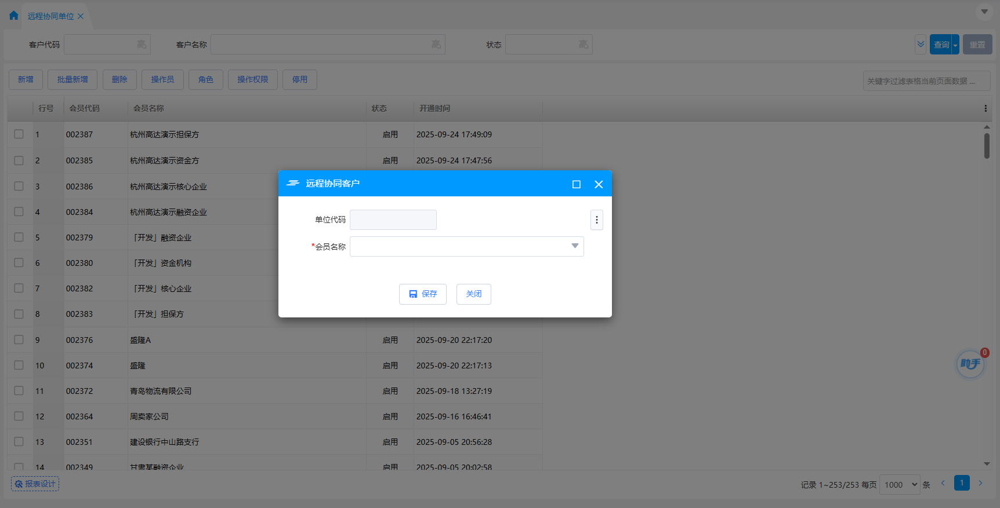 远程协同单位
客户代码 客户名称 状态 查询 重置
新增 批量新增 删除 操作员 角色 操作权限 停用 关键字过滤表格当前页面数据 ...
行号 会员代码 会员名称 状态 开通时间
1 002387 杭州高达演示担保方 启用 2025-09-24 17:49:09
2 002385 杭州高达演示资金方 启用 2025-09-24 17:47:56
3 002386 杭州高达演示核心企业
4 002384 杭州高达演示融资企业
5 002379 「开发」融资企业
6 002380 「开发」资金机构
7 002382 「开发」核心企业
8 002383 「开发」担保方
远程协同客户
单位代码
*会员名称
保存 关闭
9 002376 盛隆A 启用 2025-09-20 22:17:20
10 002374 盛隆 启用 2025-09-20 22:17:13
11 002372 青岛物流有限公司 启用 2025-09-18 13:27:19
12 002364 周卖家公司 启用 2025-09-16 16:46:41
13 002351 建设银行中山路支行 启用 2025-09-05 20:56:28
14 002349 甘肃某融资企业 启用 2025-09-05 20:02:58
助手 0
报表设计
记录 1~253/253 每页 1000 条 1